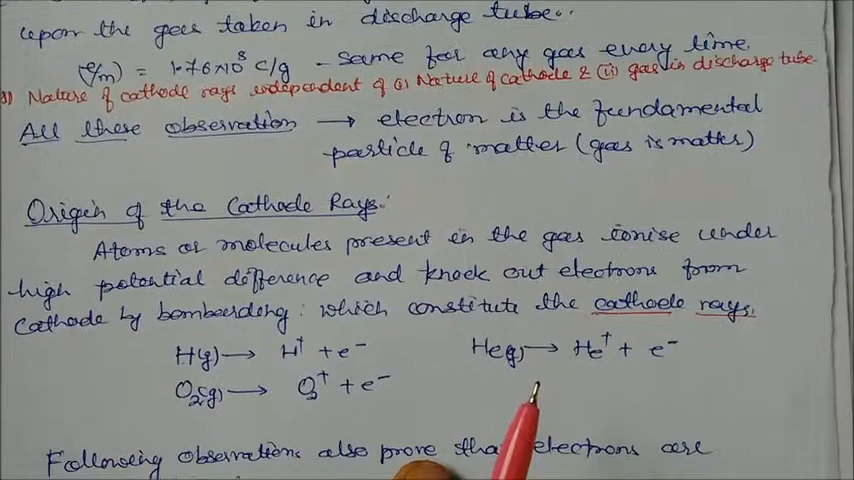 upon the gas taken in discharge tube.
(e/m) = 1.76×10⁸ C/g - same for any gas every time.
Nature of cathode rays independent of (i) Nature of cathode & (ii) gas in discharge tube.
All these observation → electron is the fundamental
particle of matter (gas is matter)
Origin of the Cathode Rays:
Atoms or molecules present in the gas ionise under
high potential difference and knock out electrons from
cathode by bombarding: which constitute the cathode rays.
H(g) → H⁺ + e⁻ He(g) → He⁺ + e⁻
O₂(g) → O₂⁺ + e⁻
Following observations also prove that electrons are